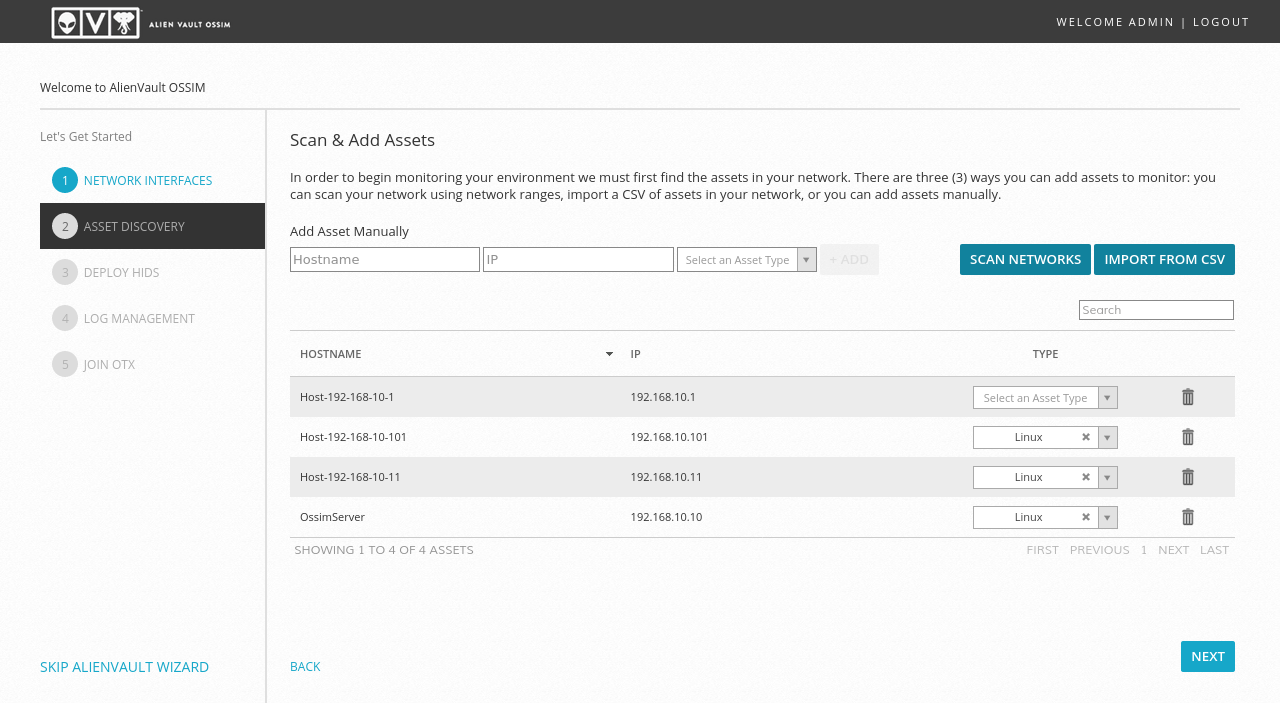 ALIEN VAULT OSSIM
WELCOME ADMIN | LOGOUT
Welcome to AlienVault OSSIM
Let's Get Started
1 NETWORK INTERFACES
2 ASSET DISCOVERY
3 DEPLOY HIDS
4 LOG MANAGEMENT
5 JOIN OTX
SKIP ALIENVAULT WIZARD
Scan & Add Assets
In order to begin monitoring your environment we must first find the assets in your network. There are three (3) ways you can add assets to monitor: you
can scan your network using network ranges, import a CSV of assets in your network, or you can add assets manually.
Add Asset Manually
Hostname IP Select an Asset Type + ADD SCAN NETWORKS IMPORT FROM CSV
Search
HOSTNAME IP TYPE
Host-192-168-10-1 192.168.10.1 Select an Asset Type
Host-192-168-10-101 192.168.10.101 Linux
Host-192-168-10-11 192.168.10.11 Linux
OssimServer 192.168.10.10 Linux
SHOWING 1 TO 4 OF 4 ASSETS FIRST PREVIOUS 1 NEXT LAST
BACK NEXT